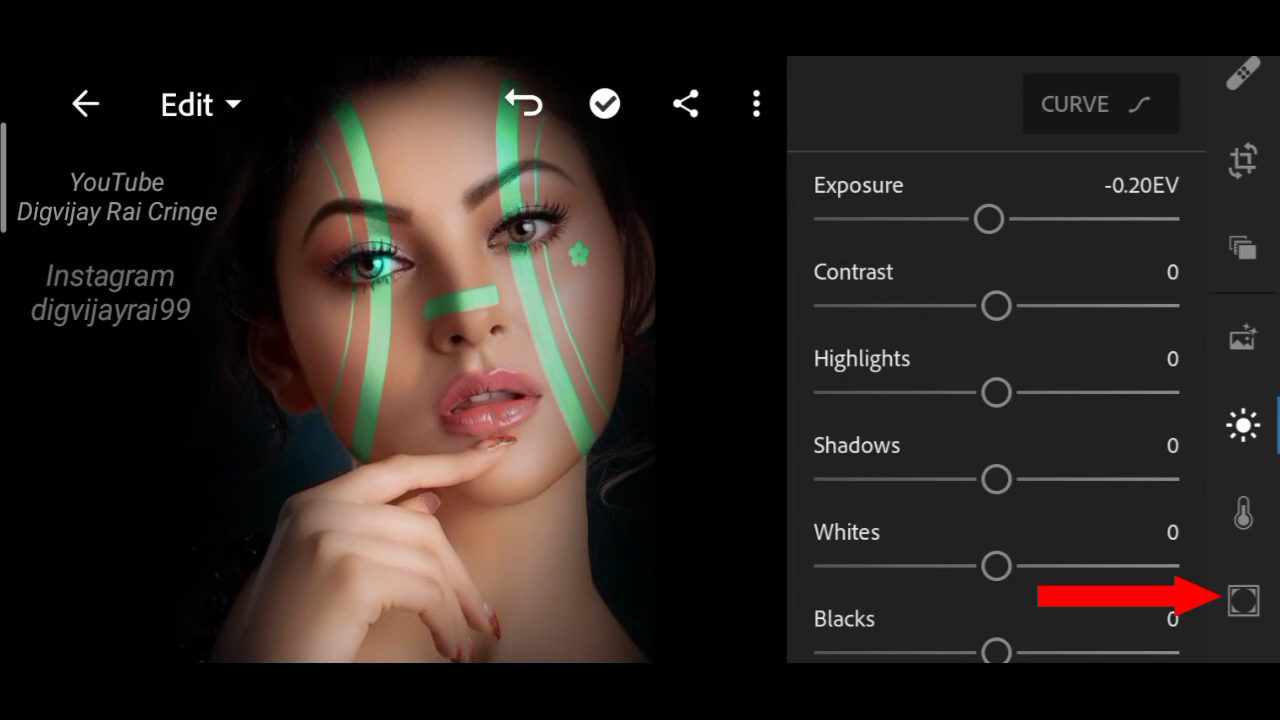 Edit
CURVE
YouTube
Digvijay Rai Cringe
Instagram
digvijayrai99
Exposure -0.20EV
Contrast 0
Highlights 0
Shadows 0
Whites 0
Blacks 0